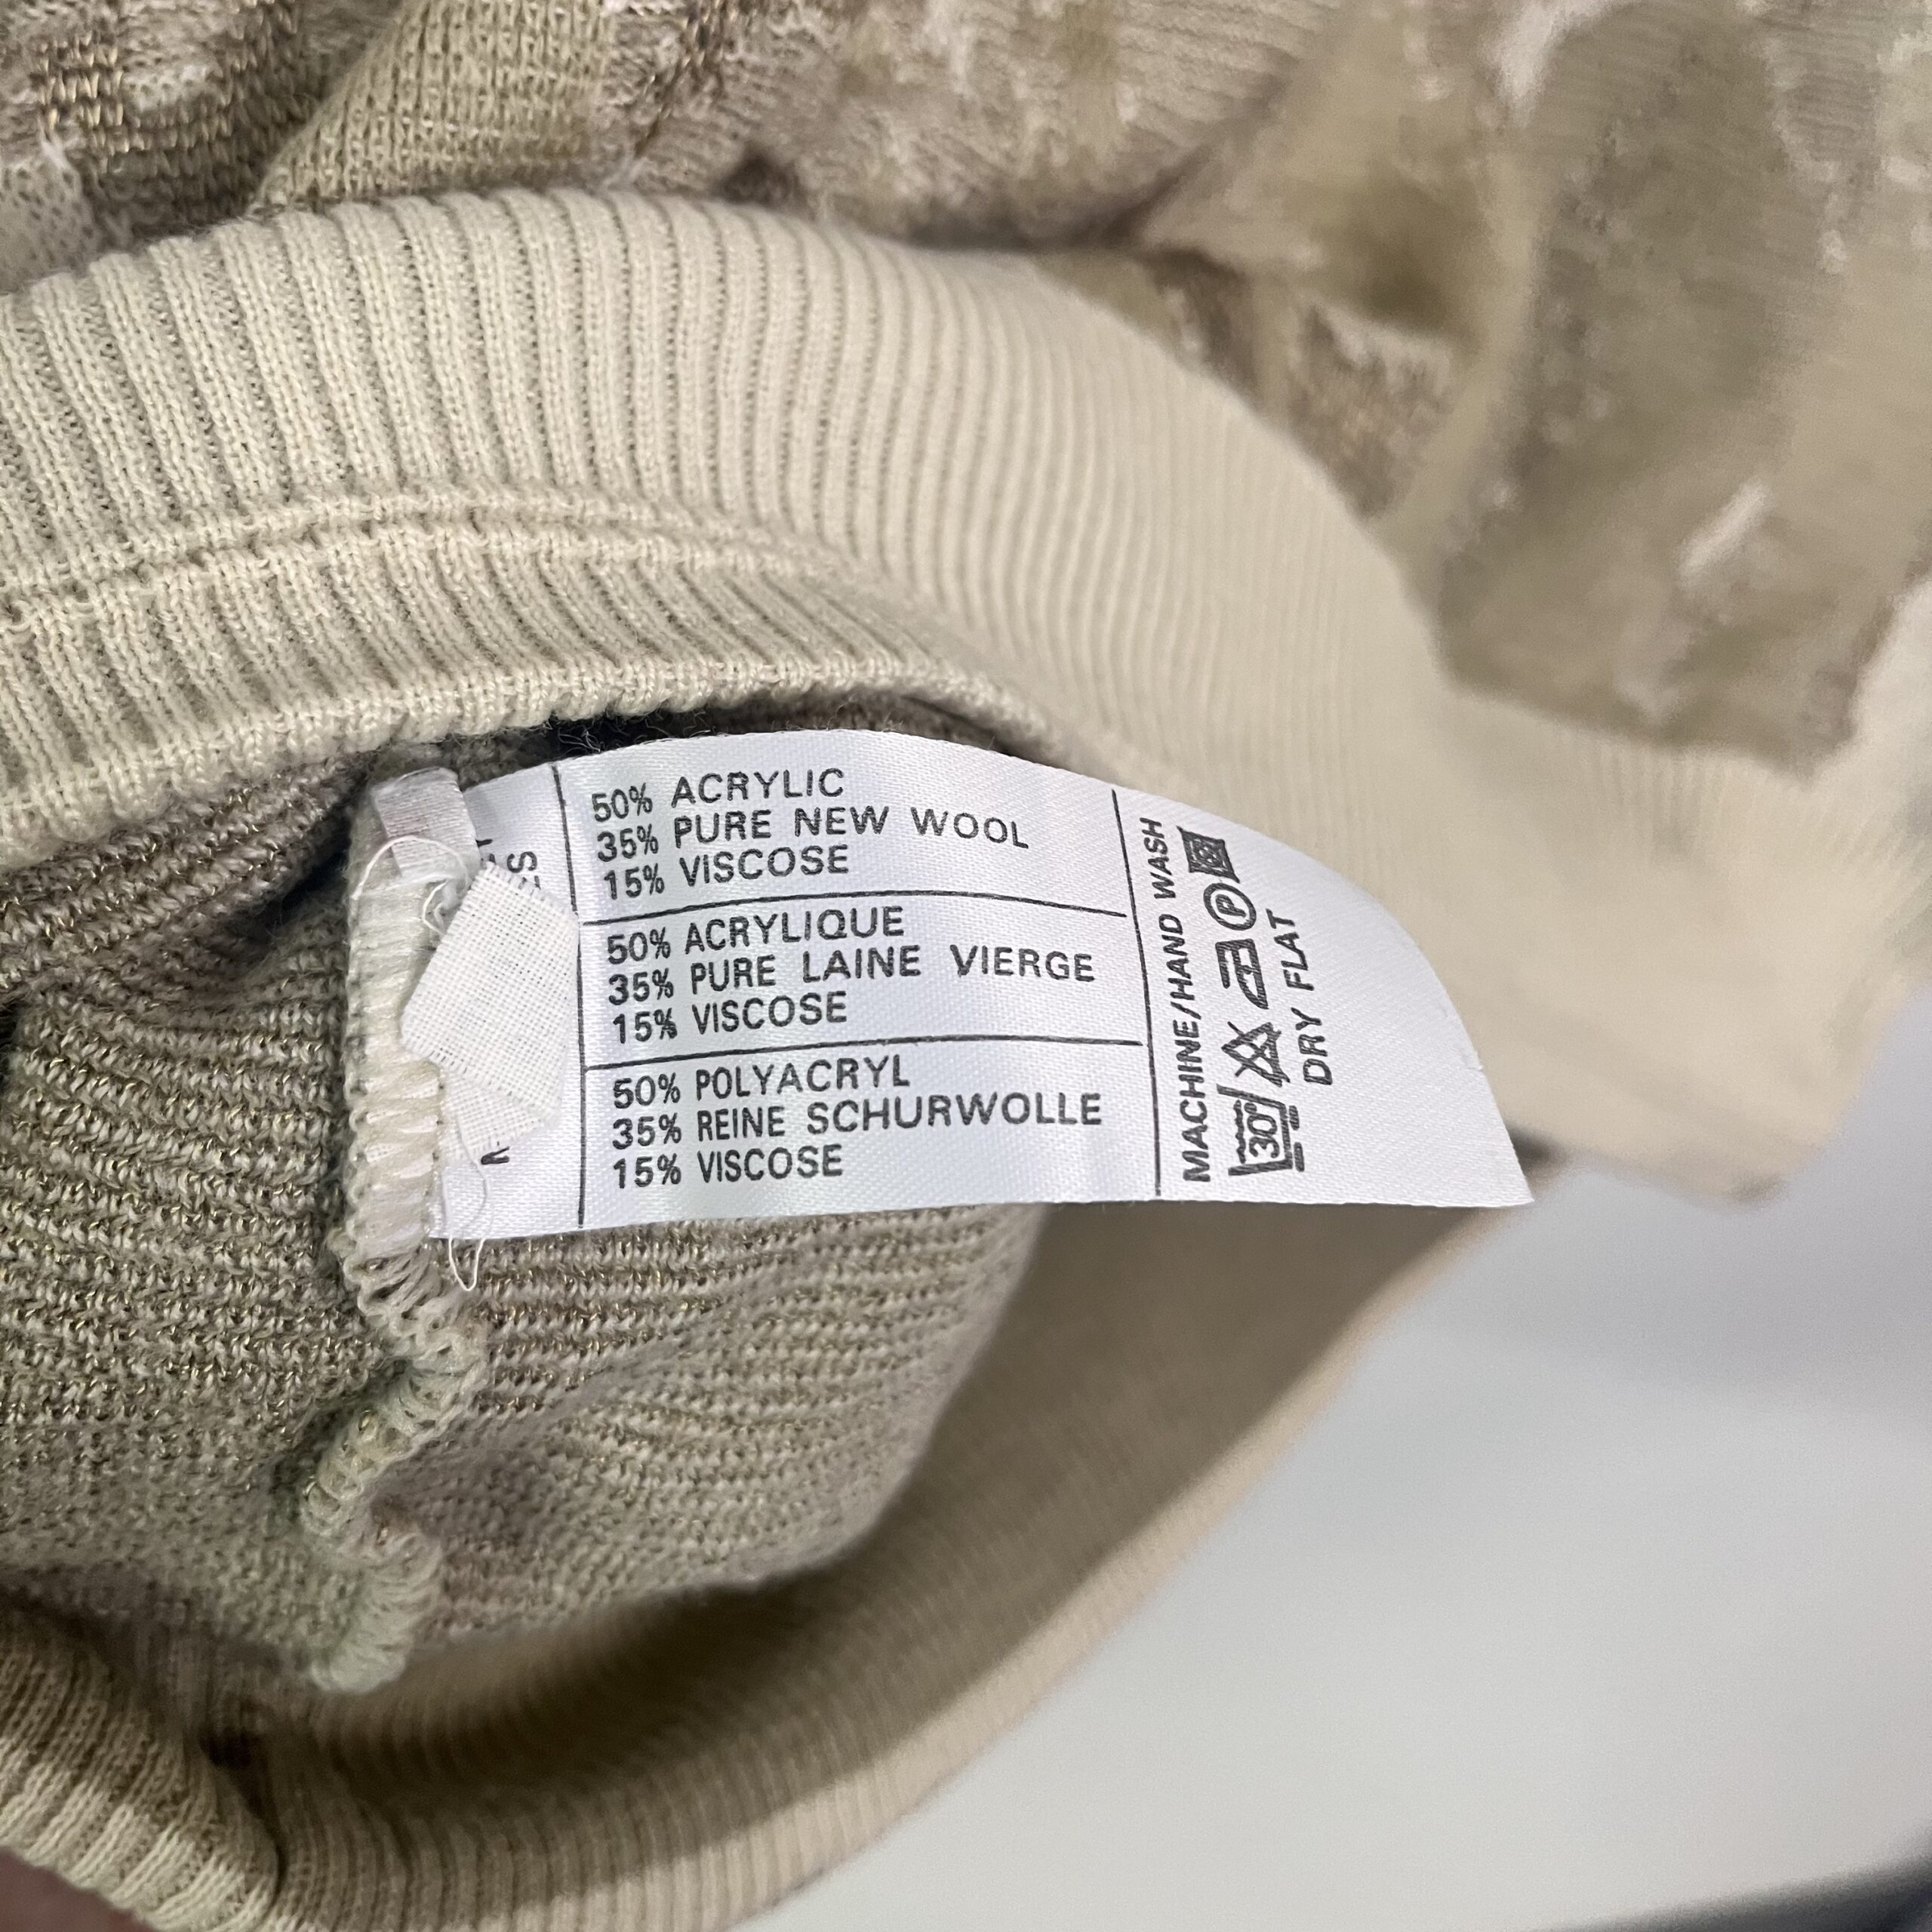 50% ACRYLIC
35% PURE NEW WOOL
15% VISCOSE
50% ACRYLIQUE
35% PURE LAINE VIERGE
15% VISCOSE
50% POLYACRYL
35% REINE SCHURWOLLE
15% VISCOSE
MACHINE/HAND WASH
30° P
DRY FLAT